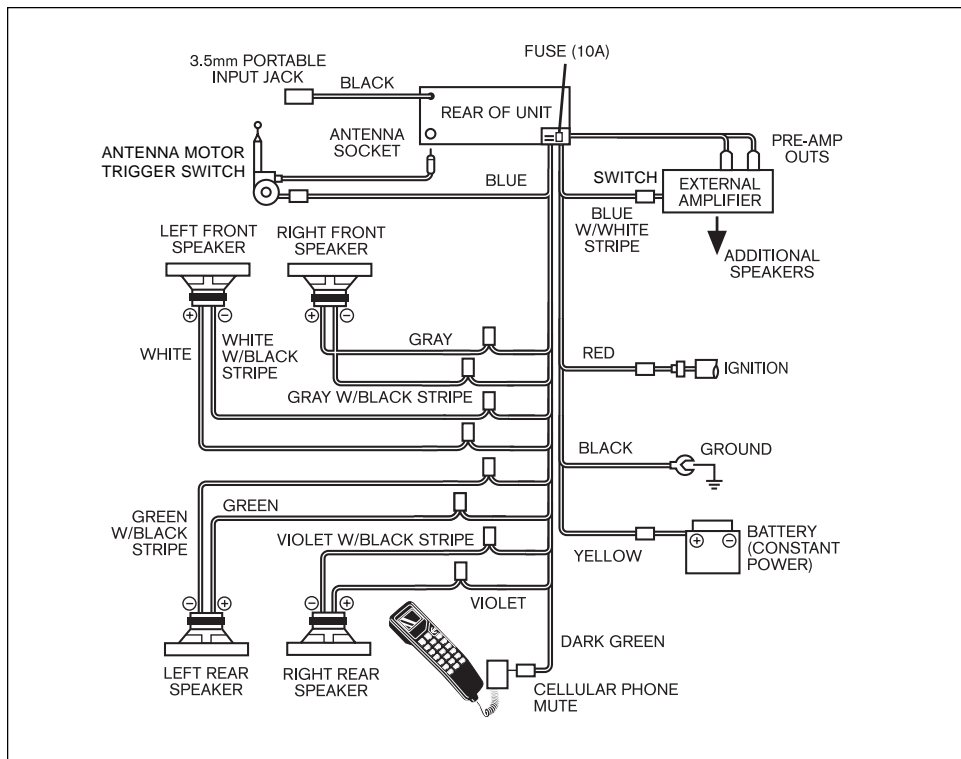 FUSE (10A)
3.5mm PORTABLE
INPUT JACK
BLACK
REAR OF UNIT
ANTENNA
SOCKET
ANTENNA MOTOR
TRIGGER SWITCH
BLUE
PRE-AMP
OUTS
SWITCH
EXTERNAL
AMPLIFIER
BLUE
W/WHITE
STRIPE
ADDITIONAL
SPEAKERS
LEFT FRONT
SPEAKER
RIGHT FRONT
SPEAKER
+ −
+ −
WHITE
WHITE
W/BLACK
STRIPE
GRAY
GRAY W/BLACK STRIPE
RED
IGNITION
BLACK
GROUND
GREEN
W/BLACK
STRIPE
GREEN
VIOLET W/BLACK STRIPE
VIOLET
YELLOW
+ −
BATTERY
(CONSTANT
POWER)
− +
− +
LEFT REAR
SPEAKER
RIGHT REAR
SPEAKER
DARK GREEN
CELLULAR PHONE
MUTE